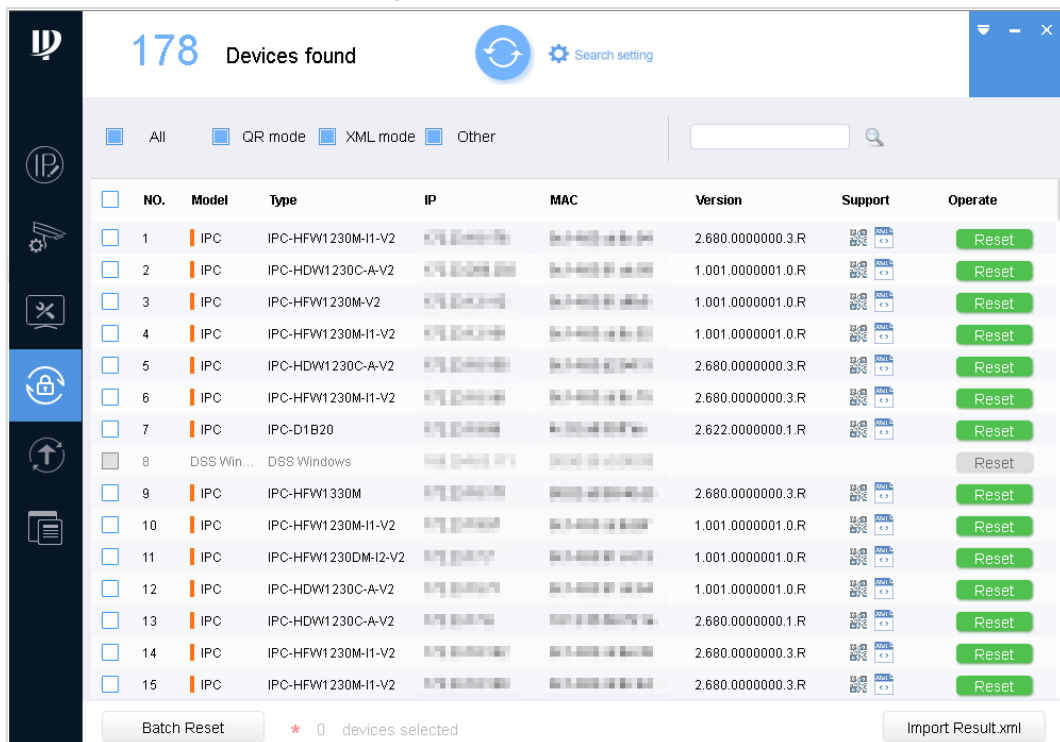 178 Devices found Search setting
All QR mode XML mode Other
NO. Model Type IP MAC Version Support Operate
1 IPC IPC-HFW1230M-I1-V2 2.680.0000000.3.R Reset
2 IPC IPC-HDW1230C-A-V2 1.001.0000001.0.R Reset
3 IPC IPC-HFW1230M-V2 1.001.0000001.0.R Reset
4 IPC IPC-HFW1230M-I1-V2 1.001.0000001.0.R Reset
5 IPC IPC-HDW1230C-A-V2 2.680.0000000.3.R Reset
6 IPC IPC-HFW1230M-I1-V2 2.680.0000000.3.R Reset
7 IPC IPC-D1B20 2.622.0000000.1.R Reset
8 DSS Win... DSS Windows Reset
9 IPC IPC-HFW1330M 2.680.0000000.3.R Reset
10 IPC IPC-HFW1230M-I1-V2 1.001.0000001.0.R Reset
11 IPC IPC-HFW1230DM-I2-V2 1.001.0000001.0.R Reset
12 IPC IPC-HDW1230C-A-V2 1.001.0000001.0.R Reset
13 IPC IPC-HDW1230C-A-V2 2.680.0000000.1.R Reset
14 IPC IPC-HFW1230M-I1-V2 2.680.0000000.3.R Reset
15 IPC IPC-HFW1230M-I1-V2 2.680.0000000.3.R Reset
Batch Reset * 0 devices selected Import Result.xml